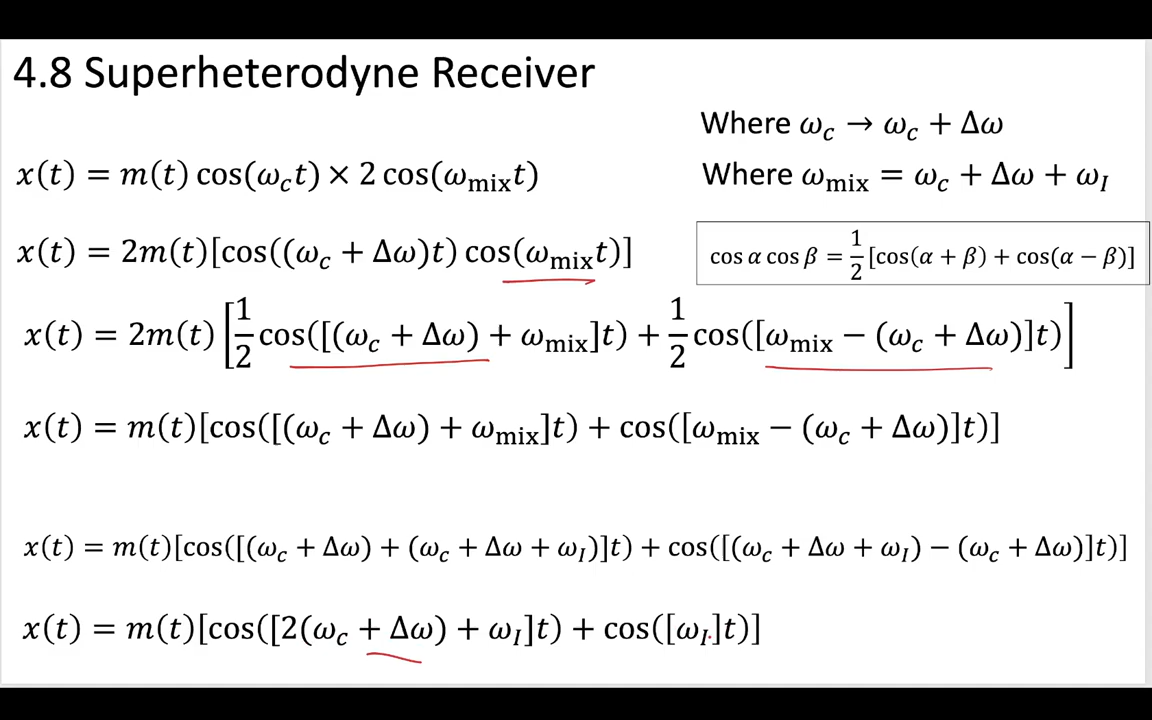 4.8 Superheterodyne Receiver
Where ω_c → ω_c + Δω
x(t) = m(t) cos(ω_c t) × 2 cos(ω_mix t)
Where ω_mix = ω_c + Δω + ω_I
x(t) = 2m(t)[cos((ω_c + Δω)t) cos(ω_mix t)]
cos α cos β = 1/2 [cos(α + β) + cos(α − β)]
x(t) = 2m(t) [1/2 cos([(ω_c + Δω) + ω_mix]t) + 1/2 cos([ω_mix − (ω_c + Δω)]t)]
x(t) = m(t)[cos([(ω_c + Δω) + ω_mix]t) + cos([ω_mix − (ω_c + Δω)]t)]
x(t) = m(t)[cos([(ω_c + Δω) + (ω_c + Δω + ω_I)]t) + cos([(ω_c + Δω + ω_I) − (ω_c + Δω)]t)]
x(t) = m(t)[cos([2(ω_c + Δω) + ω_I]t) + cos([ω_I]t)]